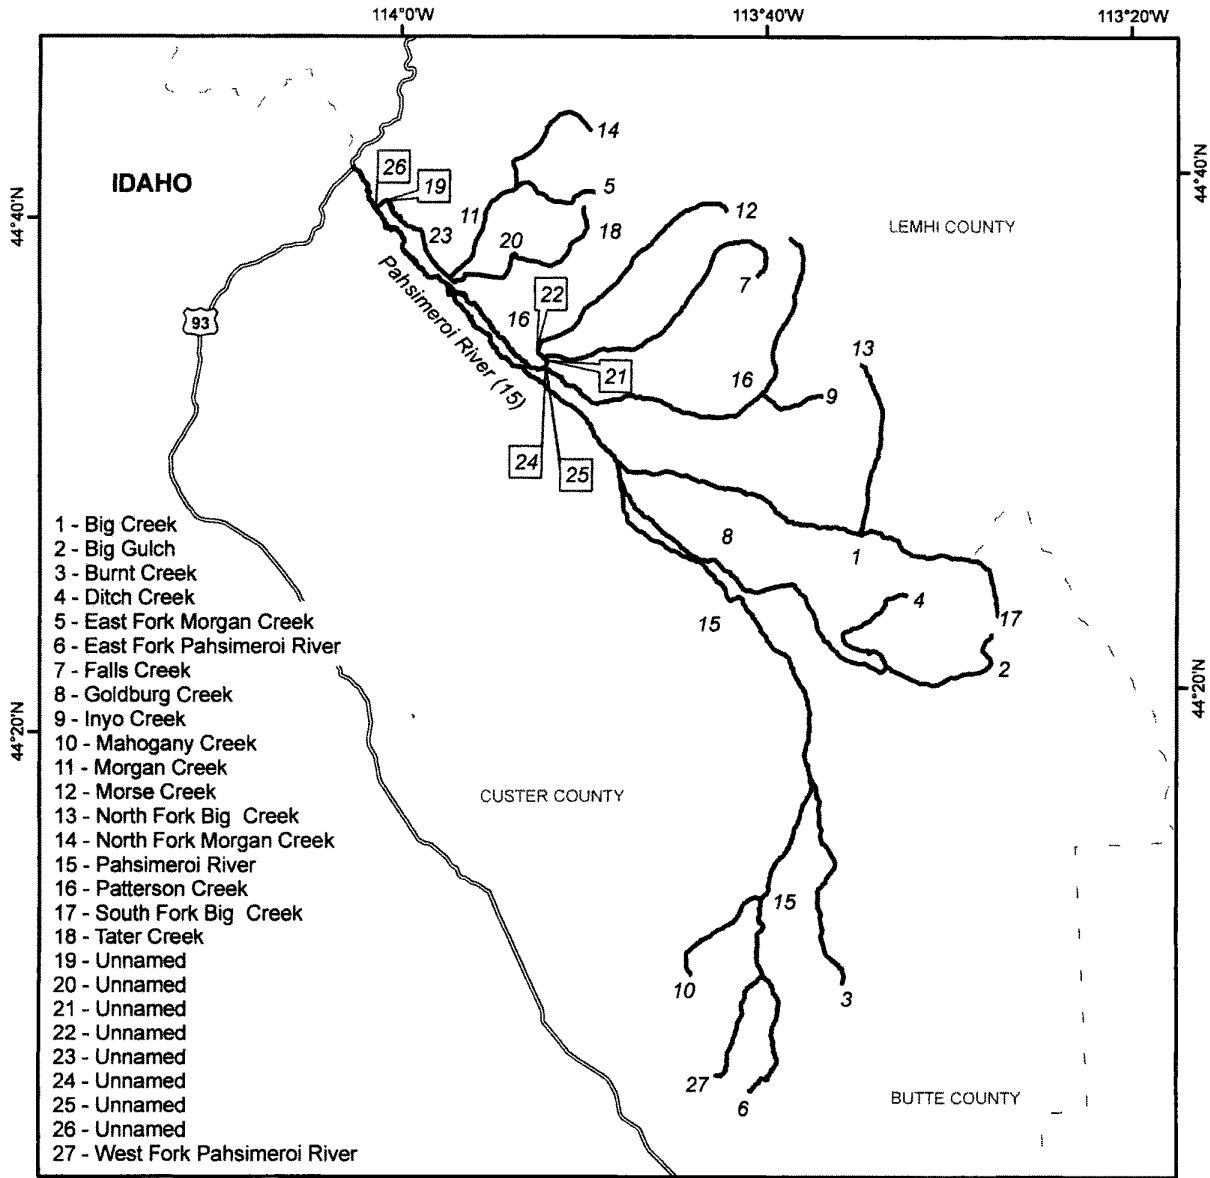 114°0'W
113°40'W
113°20'W
44°40'N
44°40'N
44°20'N
44°20'N
IDAHO
LEMHI COUNTY
CUSTER COUNTY
BUTTE COUNTY
93
Pahsimeroi River (15)
14
26
19
5
11
12
23
20
18
7
22
16
13
21
16
9
24
25
8
1
4
15
17
2
15
10
3
27
6
1 - Big Creek
2 - Big Gulch
3 - Burnt Creek
4 - Ditch Creek
5 - East Fork Morgan Creek
6 - East Fork Pahsimeroi River
7 - Falls Creek
8 - Goldburg Creek
9 - Inyo Creek
10 - Mahogany Creek
11 - Morgan Creek
12 - Morse Creek
13 - North Fork Big Creek
14 - North Fork Morgan Creek
15 - Pahsimeroi River
16 - Patterson Creek
17 - South Fork Big Creek
18 - Tater Creek
19 - Unnamed
20 - Unnamed
21 - Unnamed
22 - Unnamed
23 - Unnamed
24 - Unnamed
25 - Unnamed
26 - Unnamed
27 - West Fork Pahsimeroi River